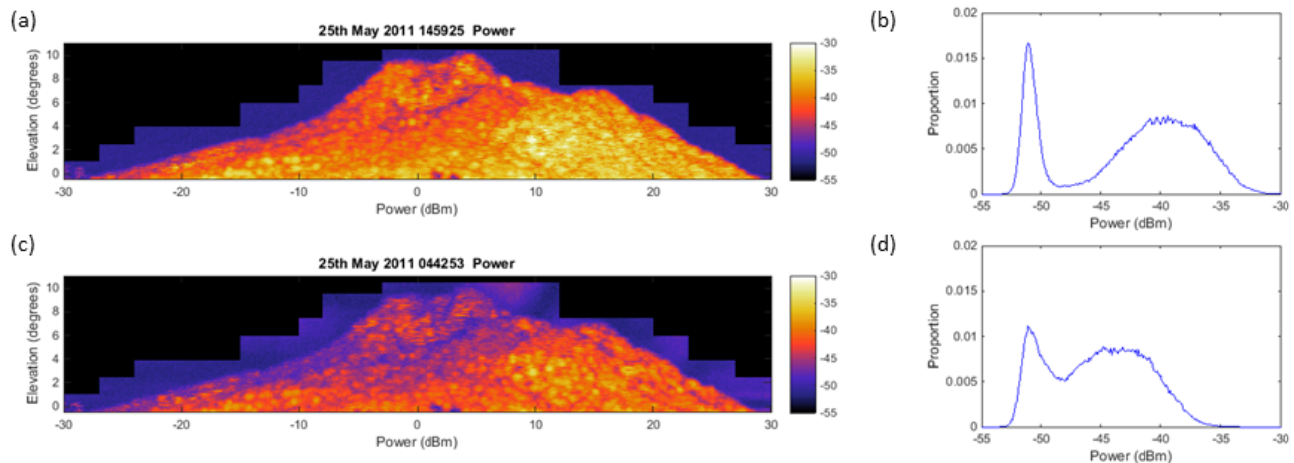 (a)
25th May 2011 145925 Power
Elevation (degrees)
10
8
6
4
2
0
-30 -20 -10 0 10 20 30
Power (dBm)
-30
-35
-40
-45
-50
-55
(b)
Proportion
0.02
0.015
0.01
0.005
0
-55 -50 -45 -40 -35 -30
Power (dBm)
(c)
25th May 2011 044253 Power
Elevation (degrees)
10
8
6
4
2
0
-30 -20 -10 0 10 20 30
Power (dBm)
-30
-35
-40
-45
-50
-55
(d)
Proportion
0.02
0.015
0.01
0.005
0
-55 -50 -45 -40 -35 -30
Power (dBm)